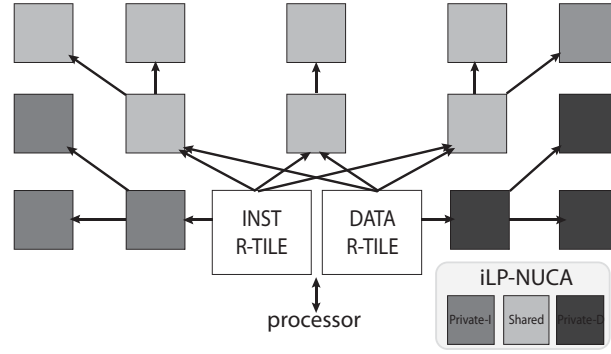 INST
R-TILE
DATA
R-TILE
processor
iLP-NUCA
Private-I
Shared
Private-D